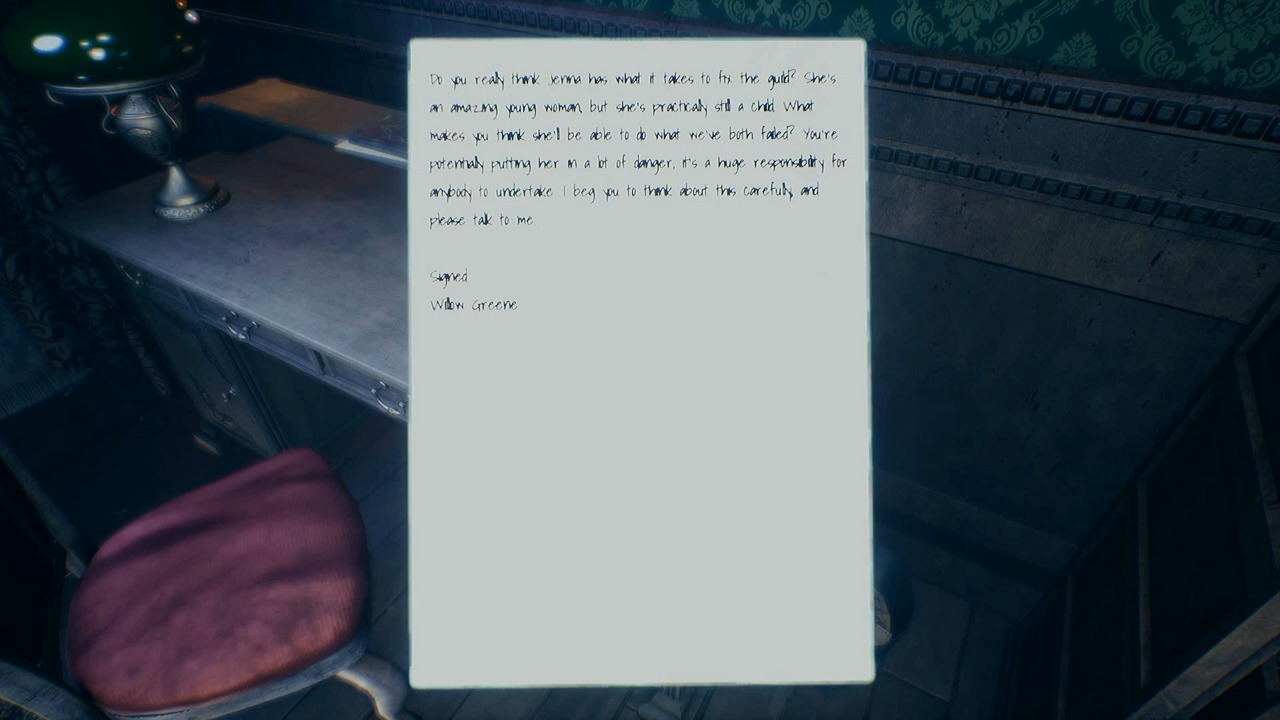 Do you really think Jenna has what it takes to fix the guild? She's
an amazing young woman, but she's practically still a child. What
makes you think she'll be able to do what we've both failed? You're
potentially putting her in a lot of danger, it's a huge responsibility for
anybody to undertake. I beg you to think about this carefully, and
please talk to me.
Signed
Willow Greene